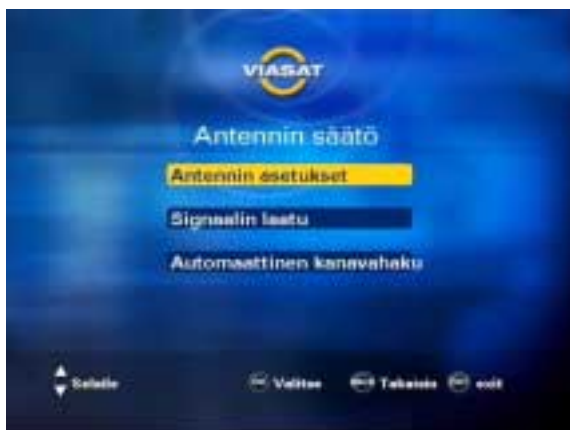 VIASAT
Antennin säätö
Antennin asetukset
Signaalin laatu
Automaattinen kanavahaku
Selaile Valitse Takaisin exit